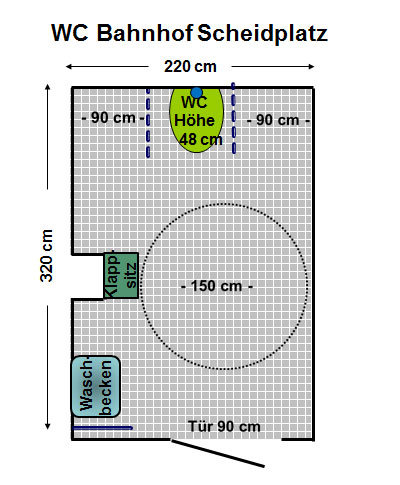 WC Bahnhof Scheidplatz
220 cm
- 90 cm -
WC
Höhe
48 cm
- 90 cm -
320 cm
Klapp
sitz
- 150 cm -
Wasch-
becken
Tür 90 cm